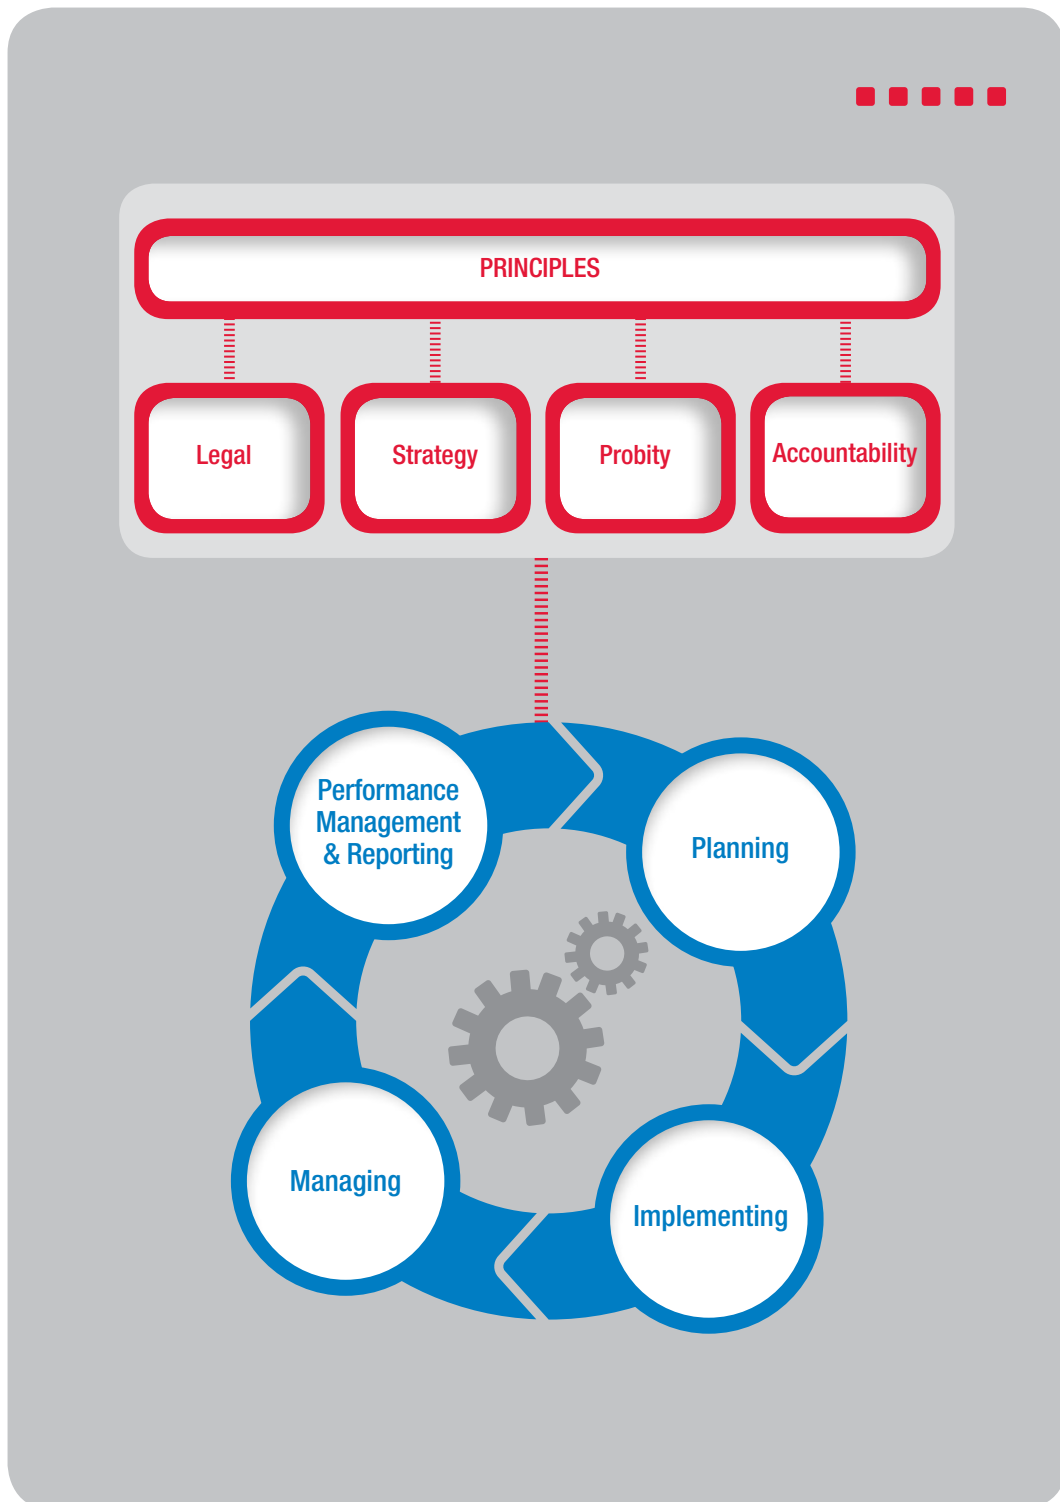 PRINCIPLES
Legal
Strategy
Probity
Accountability
Performance
Management
& Reporting
Planning
Managing
Implementing